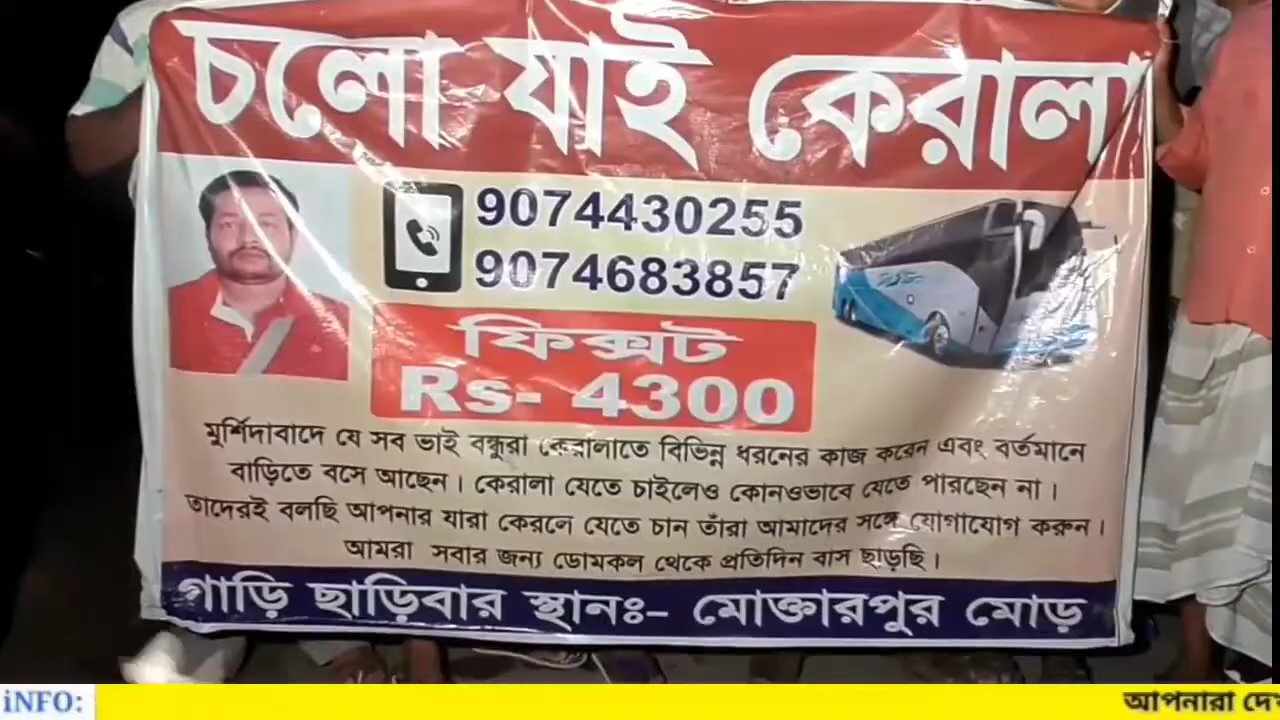 চলো যাই কেরালা
9074430255
9074683857
ফিক্সট
Rs- 4300
মুর্শিদাবাদে যে সব ভাই বন্ধুরা কেরালাতে বিভিন্ন ধরনের কাজ করেন এবং বর্তমানে
বাড়িতে বসে আছেন। কেরালা যেতে চাইলেও কোনওভাবে যেতে পারছেন না।
তাদেরই বলছি আপনার যারা কেরলে যেতে চান তাঁরা আমাদের সঙ্গে যোগাযোগ করুন।
আমরা সবার জন্য ডোমকল থেকে প্রতিদিন বাস ছাড়ছি।
গাড়ি ছাড়িবার স্থানঃ- মোক্তারপুর মোড়
iNFO:
আপনারা